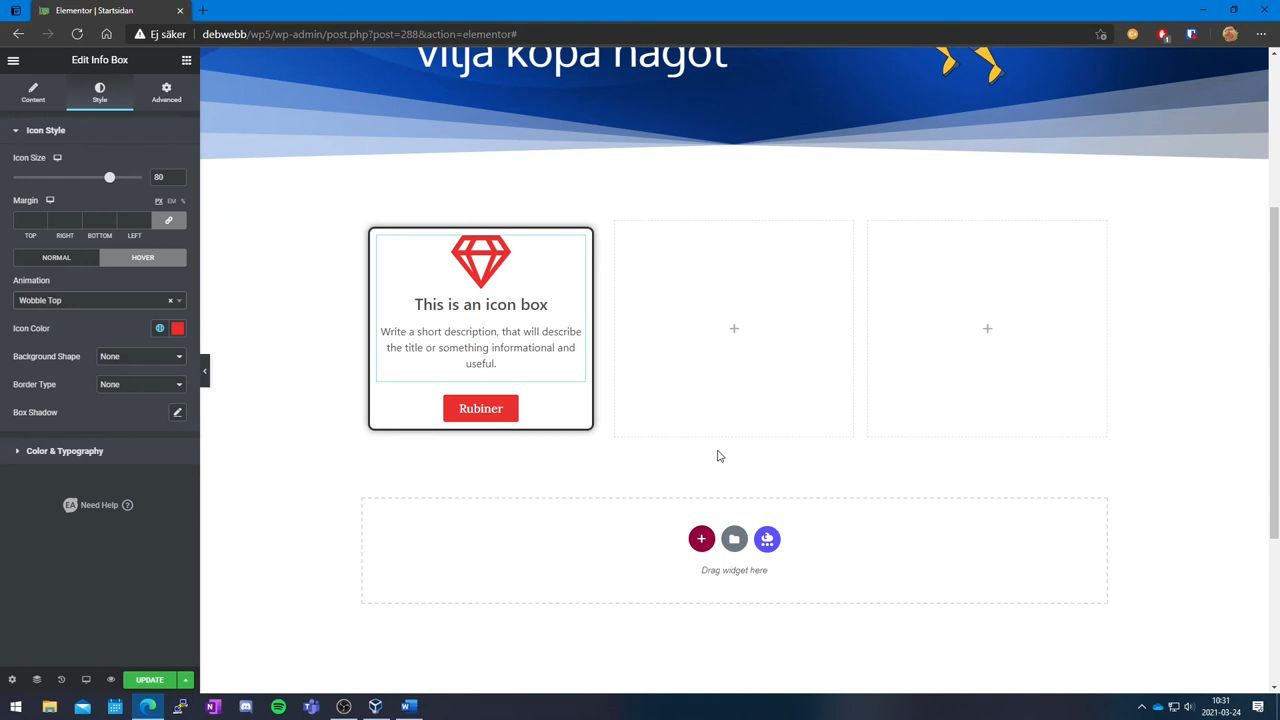 Elementor | Startsidan
Ej säker
debwebb/wp5/wp-admin/post.php?post=288&action=elementor#
Edit Info Box
Content
Style
Advanced
Icon Style
Icon Size
80
Margin
PX EM %
TOP RIGHT BOTTOM LEFT
NORMAL
HOVER
Animation
Wobble Top
Icon Color
Background Shape
None
Border Type
None
Box Shadow
Color & Typography
EA
Need Help
UPDATE
vilja köpa något
This is an icon box
Write a short description, that will describe
the title or something informational and
useful.
Rubiner
Drag widget here
10:31
2021-03-24